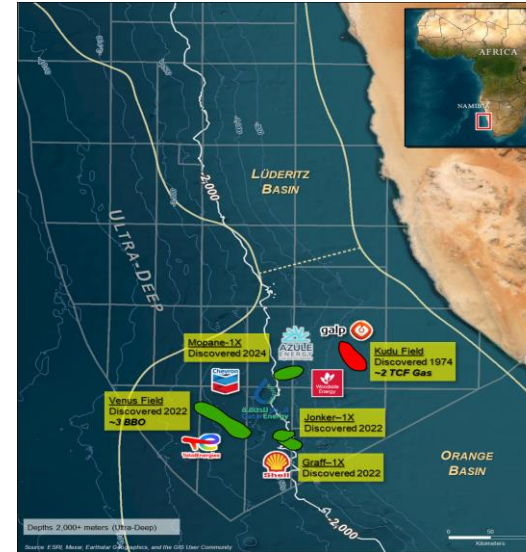 AFRICA
NAMIBIA
2,000
LÜDERITZ
BASIN
ULTRA-DEEP
Mopane-1X
Discovered 2024
AZULE
ENERGY
galp
Kudu Field
Discovered 1974
~2 TCF Gas
Chevron
Woodside
Energy
Venus Field
Discovered 2022
~3 BBO
QatarEnergy
Jonker–1X
Discovered 2022
TotalEnergies
Shell
Graff–1X
Discovered 2022
ORANGE
BASIN
2,000
Depths 2,000+ meters (Utra-Deep)
0 50
Kilometers
Source: ESRI, Maxar, Earthstar Geographics, and the GIS User Community